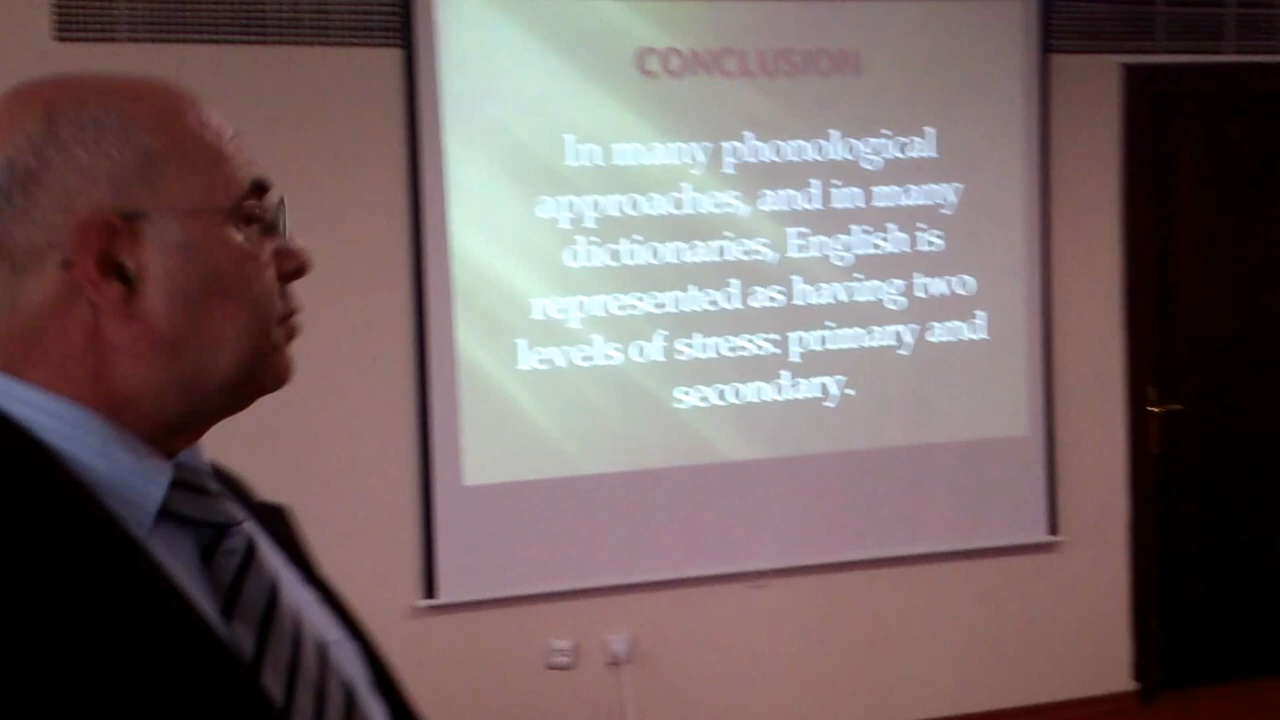 CONCLUSION
In many phonological
approaches, and in many
dictionaries, English is
represented as having two
levels of stress: primary and
secondary.